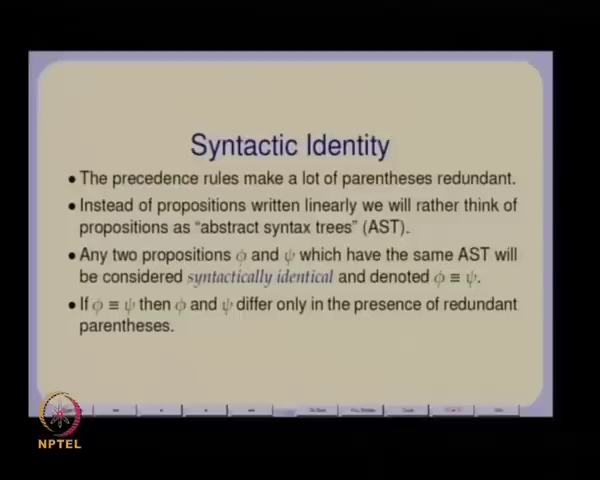 Syntactic Identity
• The precedence rules make a lot of parentheses redundant.
• Instead of propositions written linearly we will rather think of
propositions as “abstract syntax trees” (AST).
• Any two propositions ϕ and ψ which have the same AST will
be considered syntactically identical and denoted ϕ ≡ ψ.
• If ϕ ≡ ψ then ϕ and ψ differ only in the presence of redundant
parentheses.
NPTEL